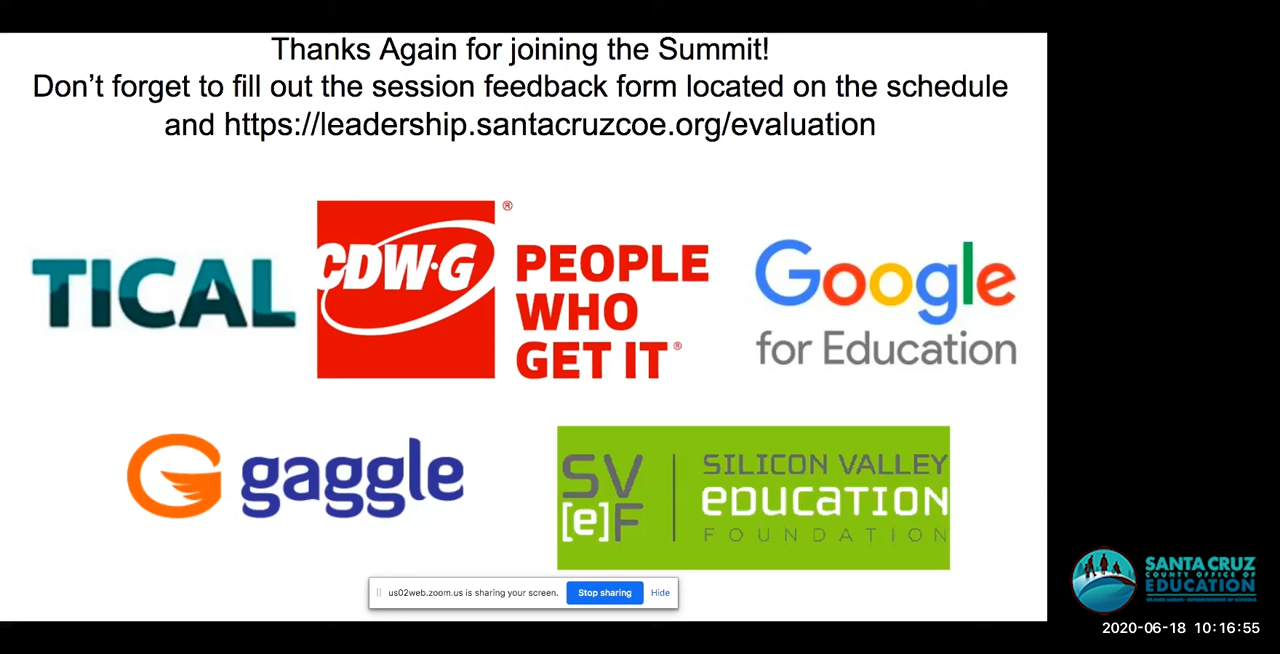 Thanks Again for joining the Summit!
Don’t forget to fill out the session feedback form located on the schedule
and https://leadership.santacruzcoe.org/evaluation
TICAL
CDW·G®
PEOPLE
WHO
GET IT®
Google
for Education
gaggle
SV
[e]F
SILICON VALLEY
eDUCATION
FOUNDATION
us02web.zoom.us is sharing your screen. Stop sharing Hide
SANTA CRUZ
COUNTY OFFICE OF
EDUCATION
2020-06-18 10:16:55